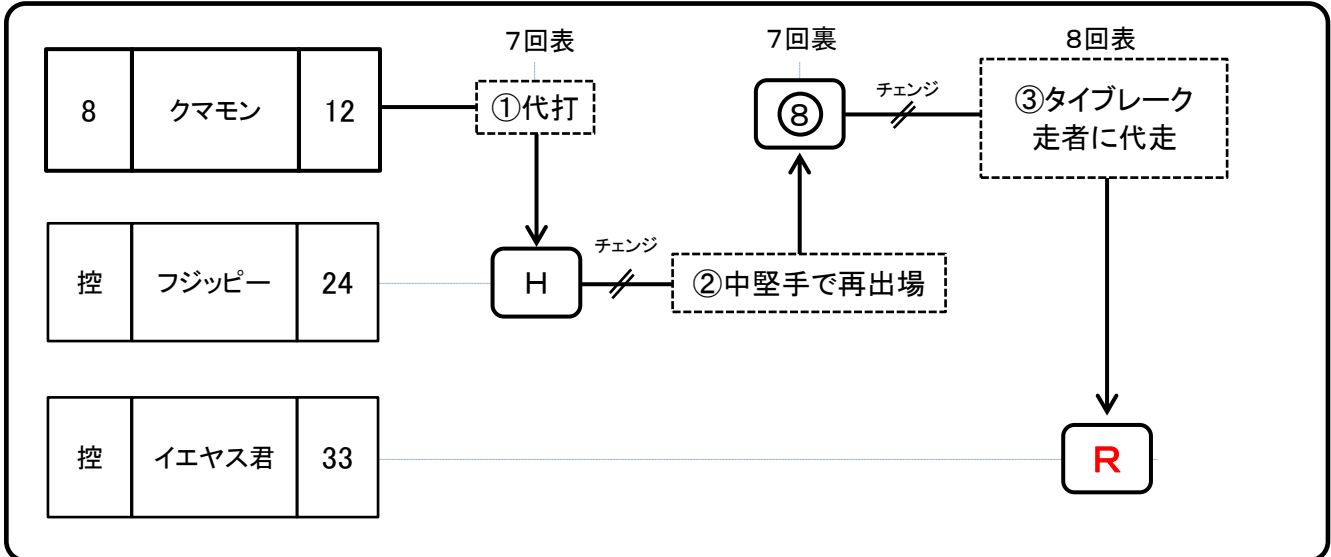 7回表
7回裏
8回表
8 クマモン 12
①代打
⑧
チェンジ
③タイブレーク
走者に代走
控 フジッピー 24
H
チェンジ
②中堅手で再出場
控 イエヤス君 33
R